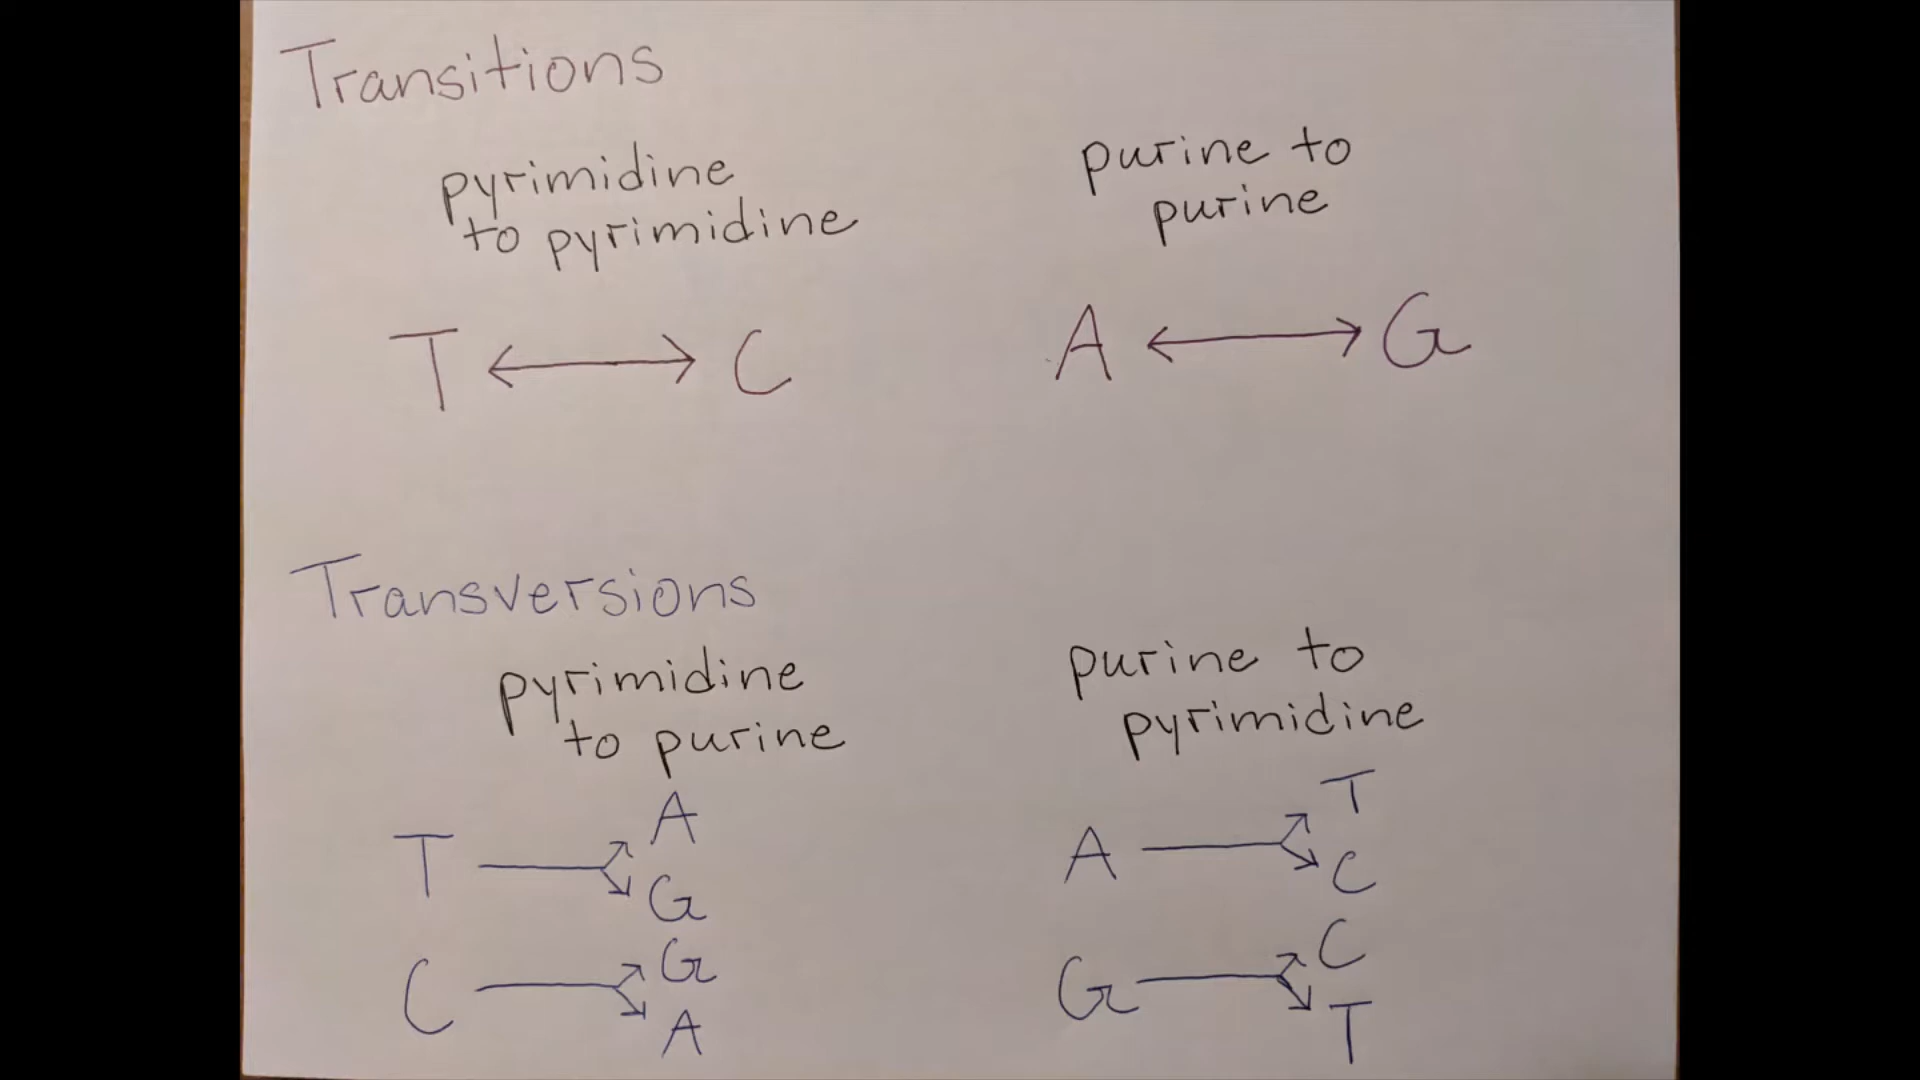 Transitions
pyrimidine
to pyrimidine
purine to
purine
T ⟷ C
A ⟷ G
Transversions
pyrimidine
to purine
T → A
G
C → G
A
purine to
pyrimidine
A → T
C
G → C
T